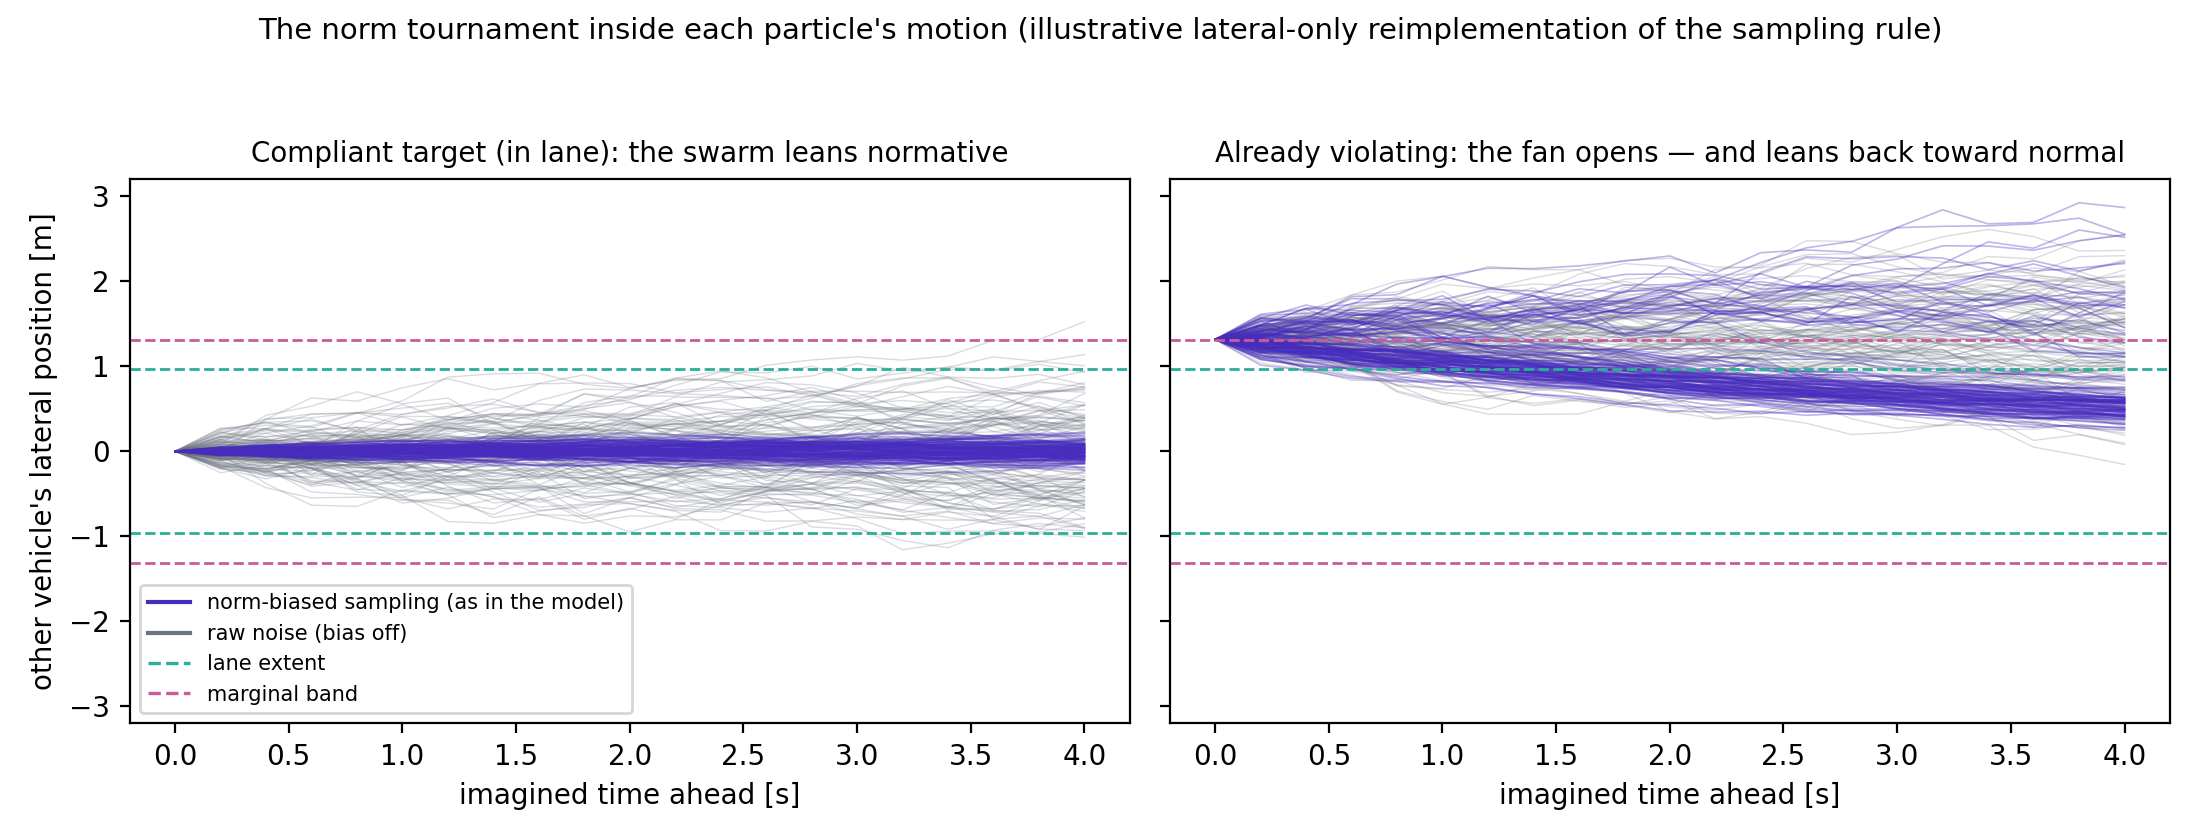 The norm tournament inside each particle's motion (illustrative lateral-only reimplementation of the sampling rule)
Compliant target (in lane): the swarm leans normative
Already violating: the fan opens — and leans back toward normal
other vehicle's lateral position [m]
3
2
1
0
−1
−2
−3
norm-biased sampling (as in the model)
raw noise (bias off)
lane extent
marginal band
0.0 0.5 1.0 1.5 2.0 2.5 3.0 3.5 4.0
imagined time ahead [s]
0.0 0.5 1.0 1.5 2.0 2.5 3.0 3.5 4.0
imagined time ahead [s]